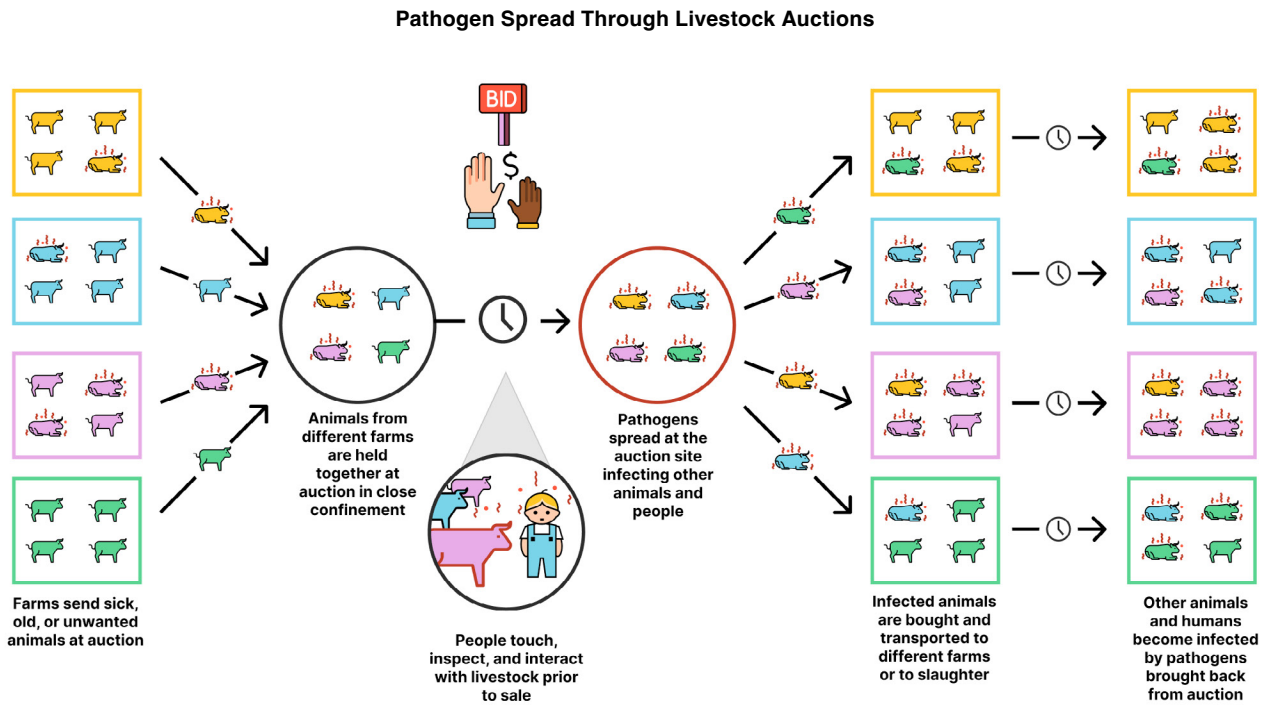 Pathogen Spread Through Livestock Auctions
BID
$
Animals from
different farms
are held
together at
auction in close
confinement
Pathogens
spread at the
auction site
infecting other
animals and
people
Farms send sick,
old, or unwanted
animals at auction
People touch,
inspect, and interact
with livestock prior
to sale
Infected animals
are bought and
transported to
different farms
or to slaughter
Other animals
and humans
become infected
by pathogens
brought back
from auction